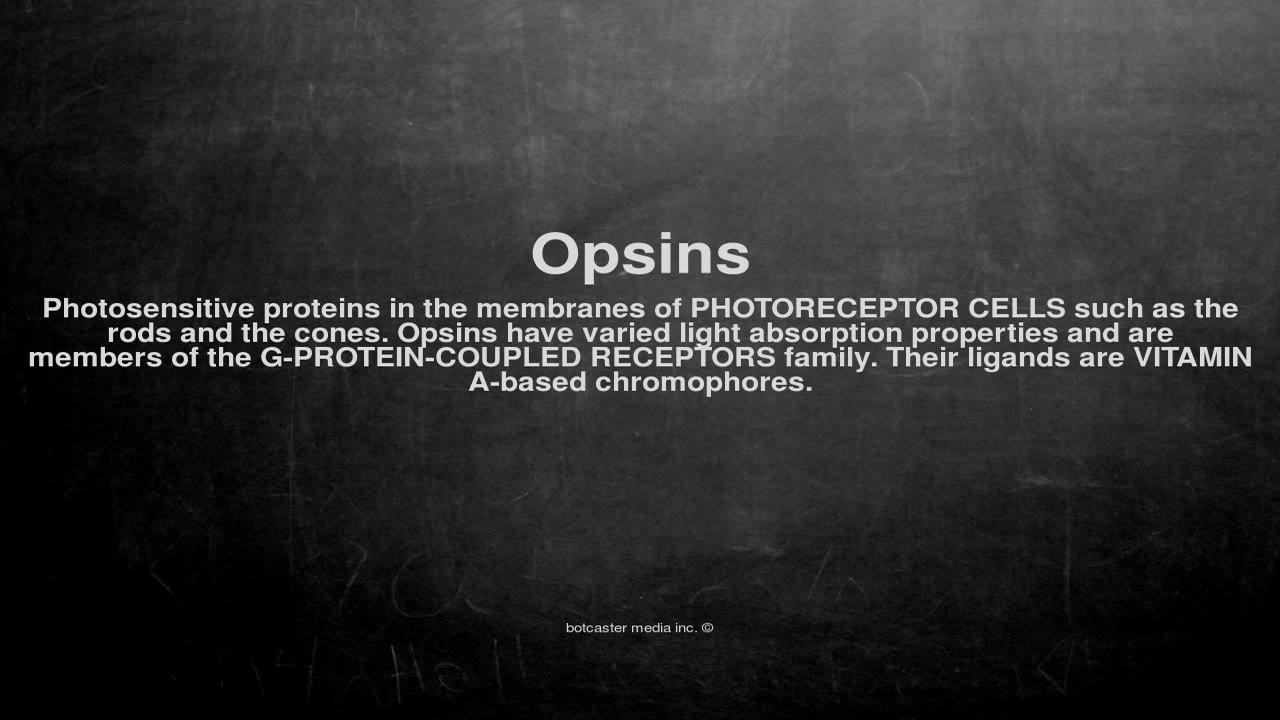 Opsins
Photosensitive proteins in the membranes of PHOTORECEPTOR CELLS such as the
rods and the cones. Opsins have varied light absorption properties and are
members of the G-PROTEIN-COUPLED RECEPTORS family. Their ligands are VITAMIN
A-based chromophores.
botcaster media inc. ©